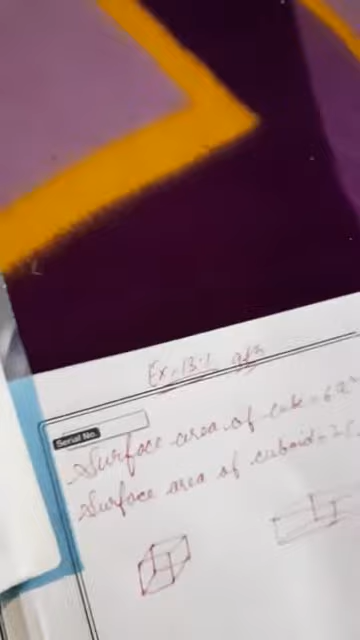 Ex-13.1
Serial No.
Surface area of cube = 6a²
Surface area of cuboid = 2(